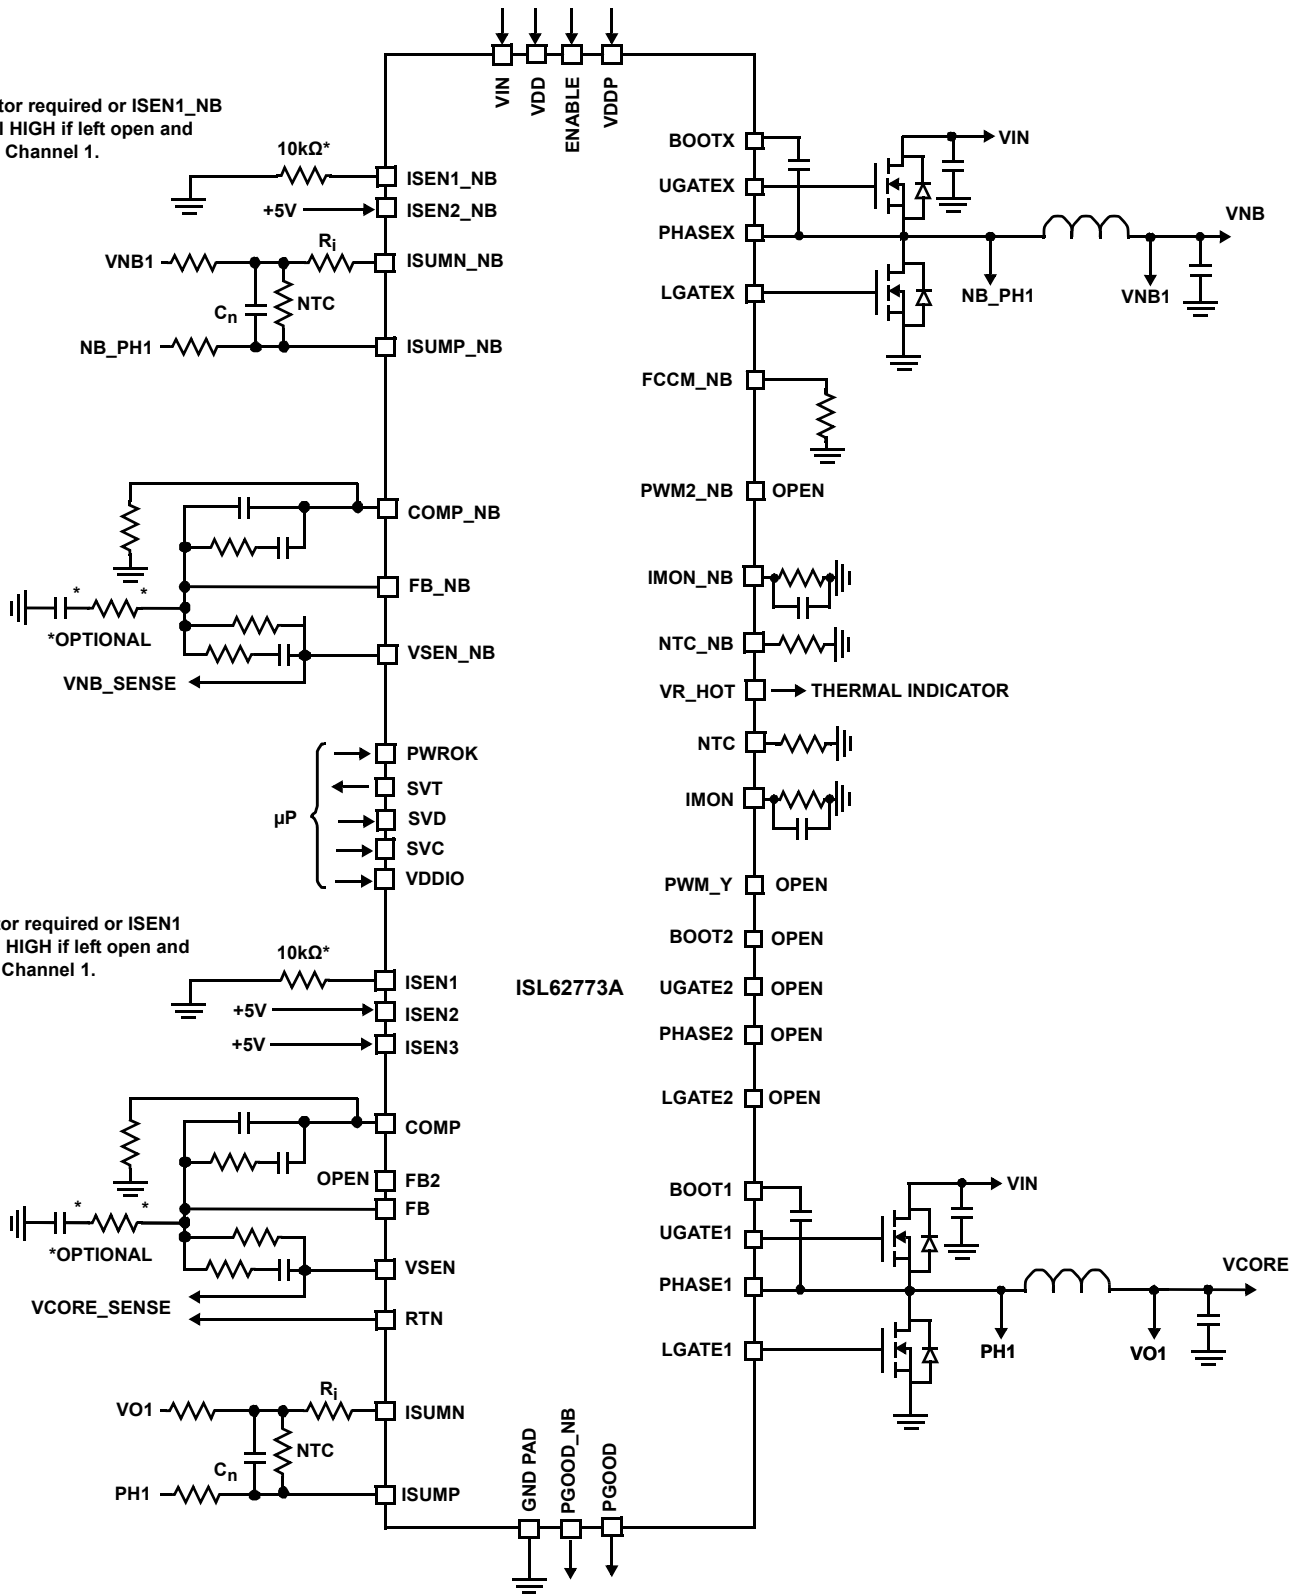 VIN
VDD
ENABLE
VDDP
required or ISEN1_NB
HIGH if left open and
Channel 1.
10kΩ*
ISEN1_NB
+5V
ISEN2_NB
Ri
VNB1
ISUMN_NB
Cn
NTC
NB_PH1
ISUMP_NB
BOOTX
VIN
UGATEX
PHASEX
VNB
LGATEX
NB_PH1
VNB1
FCCM_NB
COMP_NB
PWM2_NB
OPEN
FB_NB
* *
*OPTIONAL
VSEN_NB
VNB_SENSE
IMON_NB
NTC_NB
VR_HOT
THERMAL INDICATOR
NTC
IMON
µP
PWROK
SVT
SVD
SVC
VDDIO
PWM_Y
OPEN
BOOT2
OPEN
UGATE2
OPEN
PHASE2
OPEN
LGATE2
OPEN
required or ISEN1
HIGH if left open and
Channel 1.
10kΩ*
ISEN1
+5V
ISEN2
+5V
ISEN3
ISL62773A
COMP
OPEN
FB2
FB
* *
*OPTIONAL
VSEN
VCORE_SENSE
RTN
BOOT1
VIN
UGATE1
PHASE1
VCORE
LGATE1
PH1
VO1
Ri
VO1
ISUMN
Cn
NTC
PH1
ISUMP
GND PAD
PGOOD_NB
PGOOD